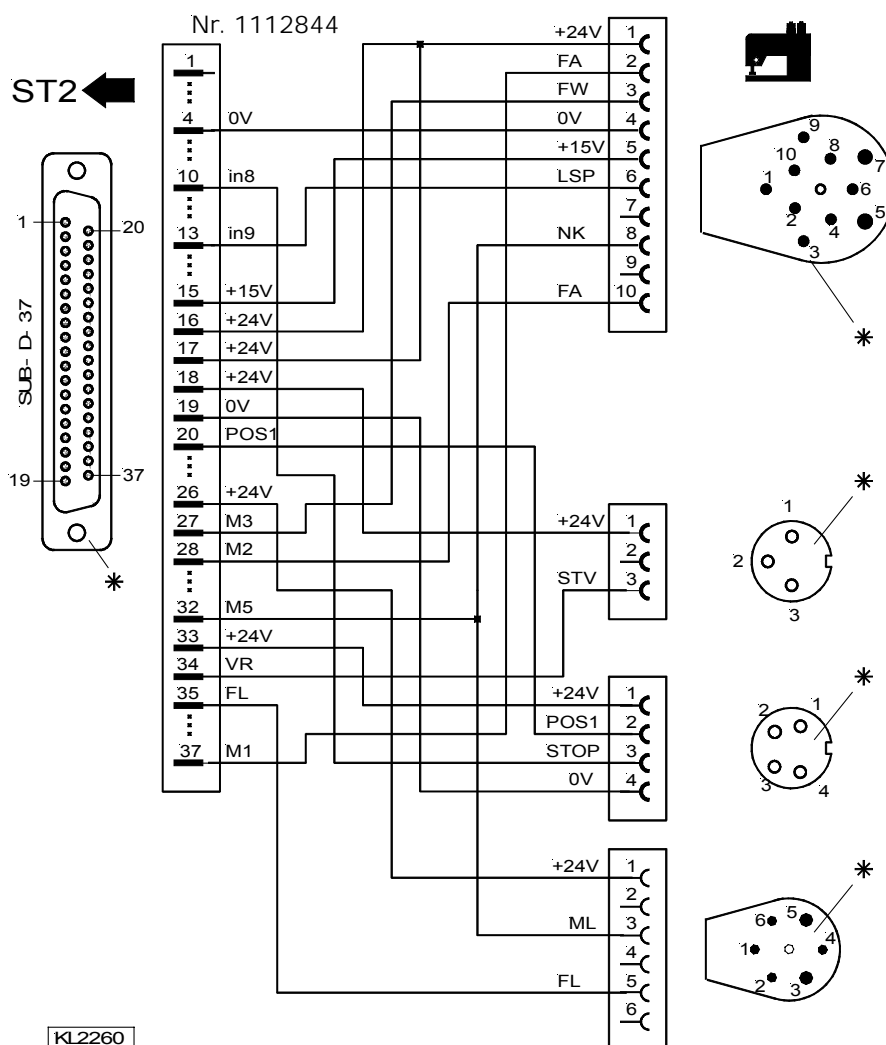 Nr. 1112844
ST2
1
4 0V
10 in8
13 in9
15 +15V
16 +24V
17 +24V
18 +24V
19 0V
20 POS1
26 +24V
27 M3
28 M2
32 M5
33 +24V
34 VR
35 FL
37 M1
1
20
SUB-D-37
19
37
+24V 1
FA 2
FW 3
0V 4
+15V 5
LSP 6
7
NK 8
9
FA 10
9
8
7
10
1
6
2
4
5
3
*
+24V 1
2
STV 3
1
2
3
*
+24V 1
POS1 2
STOP 3
0V 4
2
1
3
4
*
+24V 1
2
ML 3
4
FL 5
6
6
5
4
1
2
3
*
*
KL2260